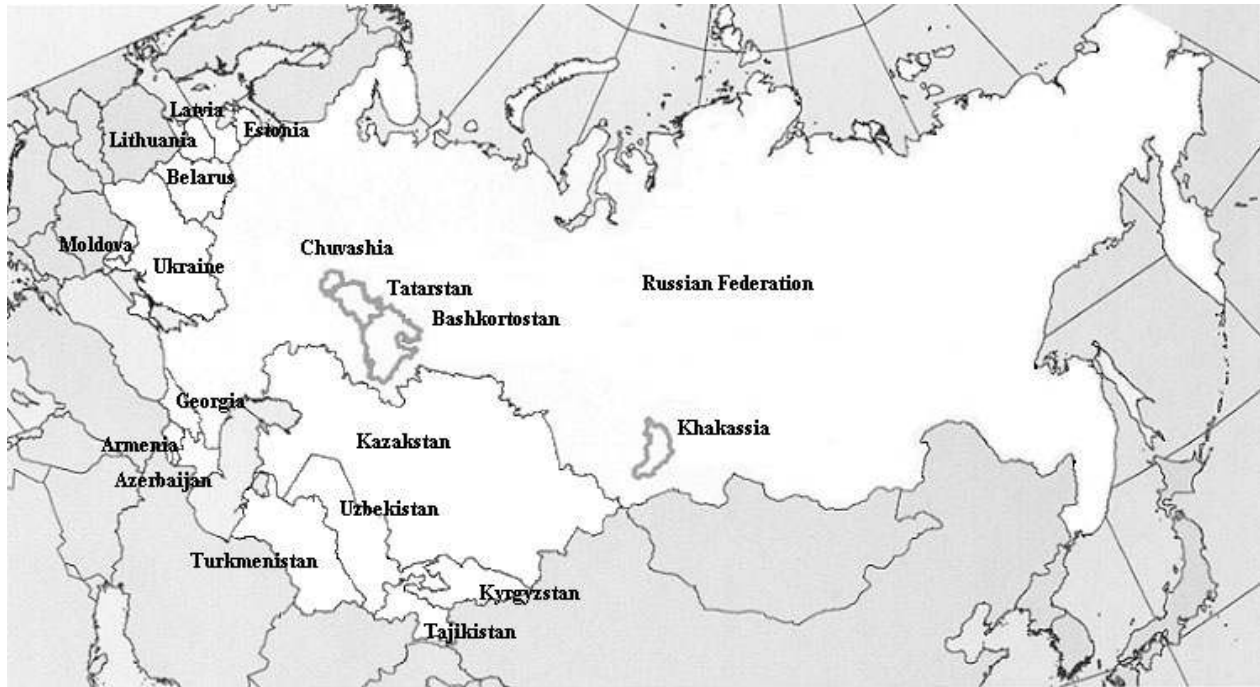 Latvia
Lithuania
Estonia
Belarus
Moldova
Ukraine
Chuvashia
Tatarstan
Bashkortostan
Russian Federation
Georgia
Armenia
Azerbaijan
Kazakstan
Khakassia
Uzbekistan
Turkmenistan
Kyrgyzstan
Tajikistan